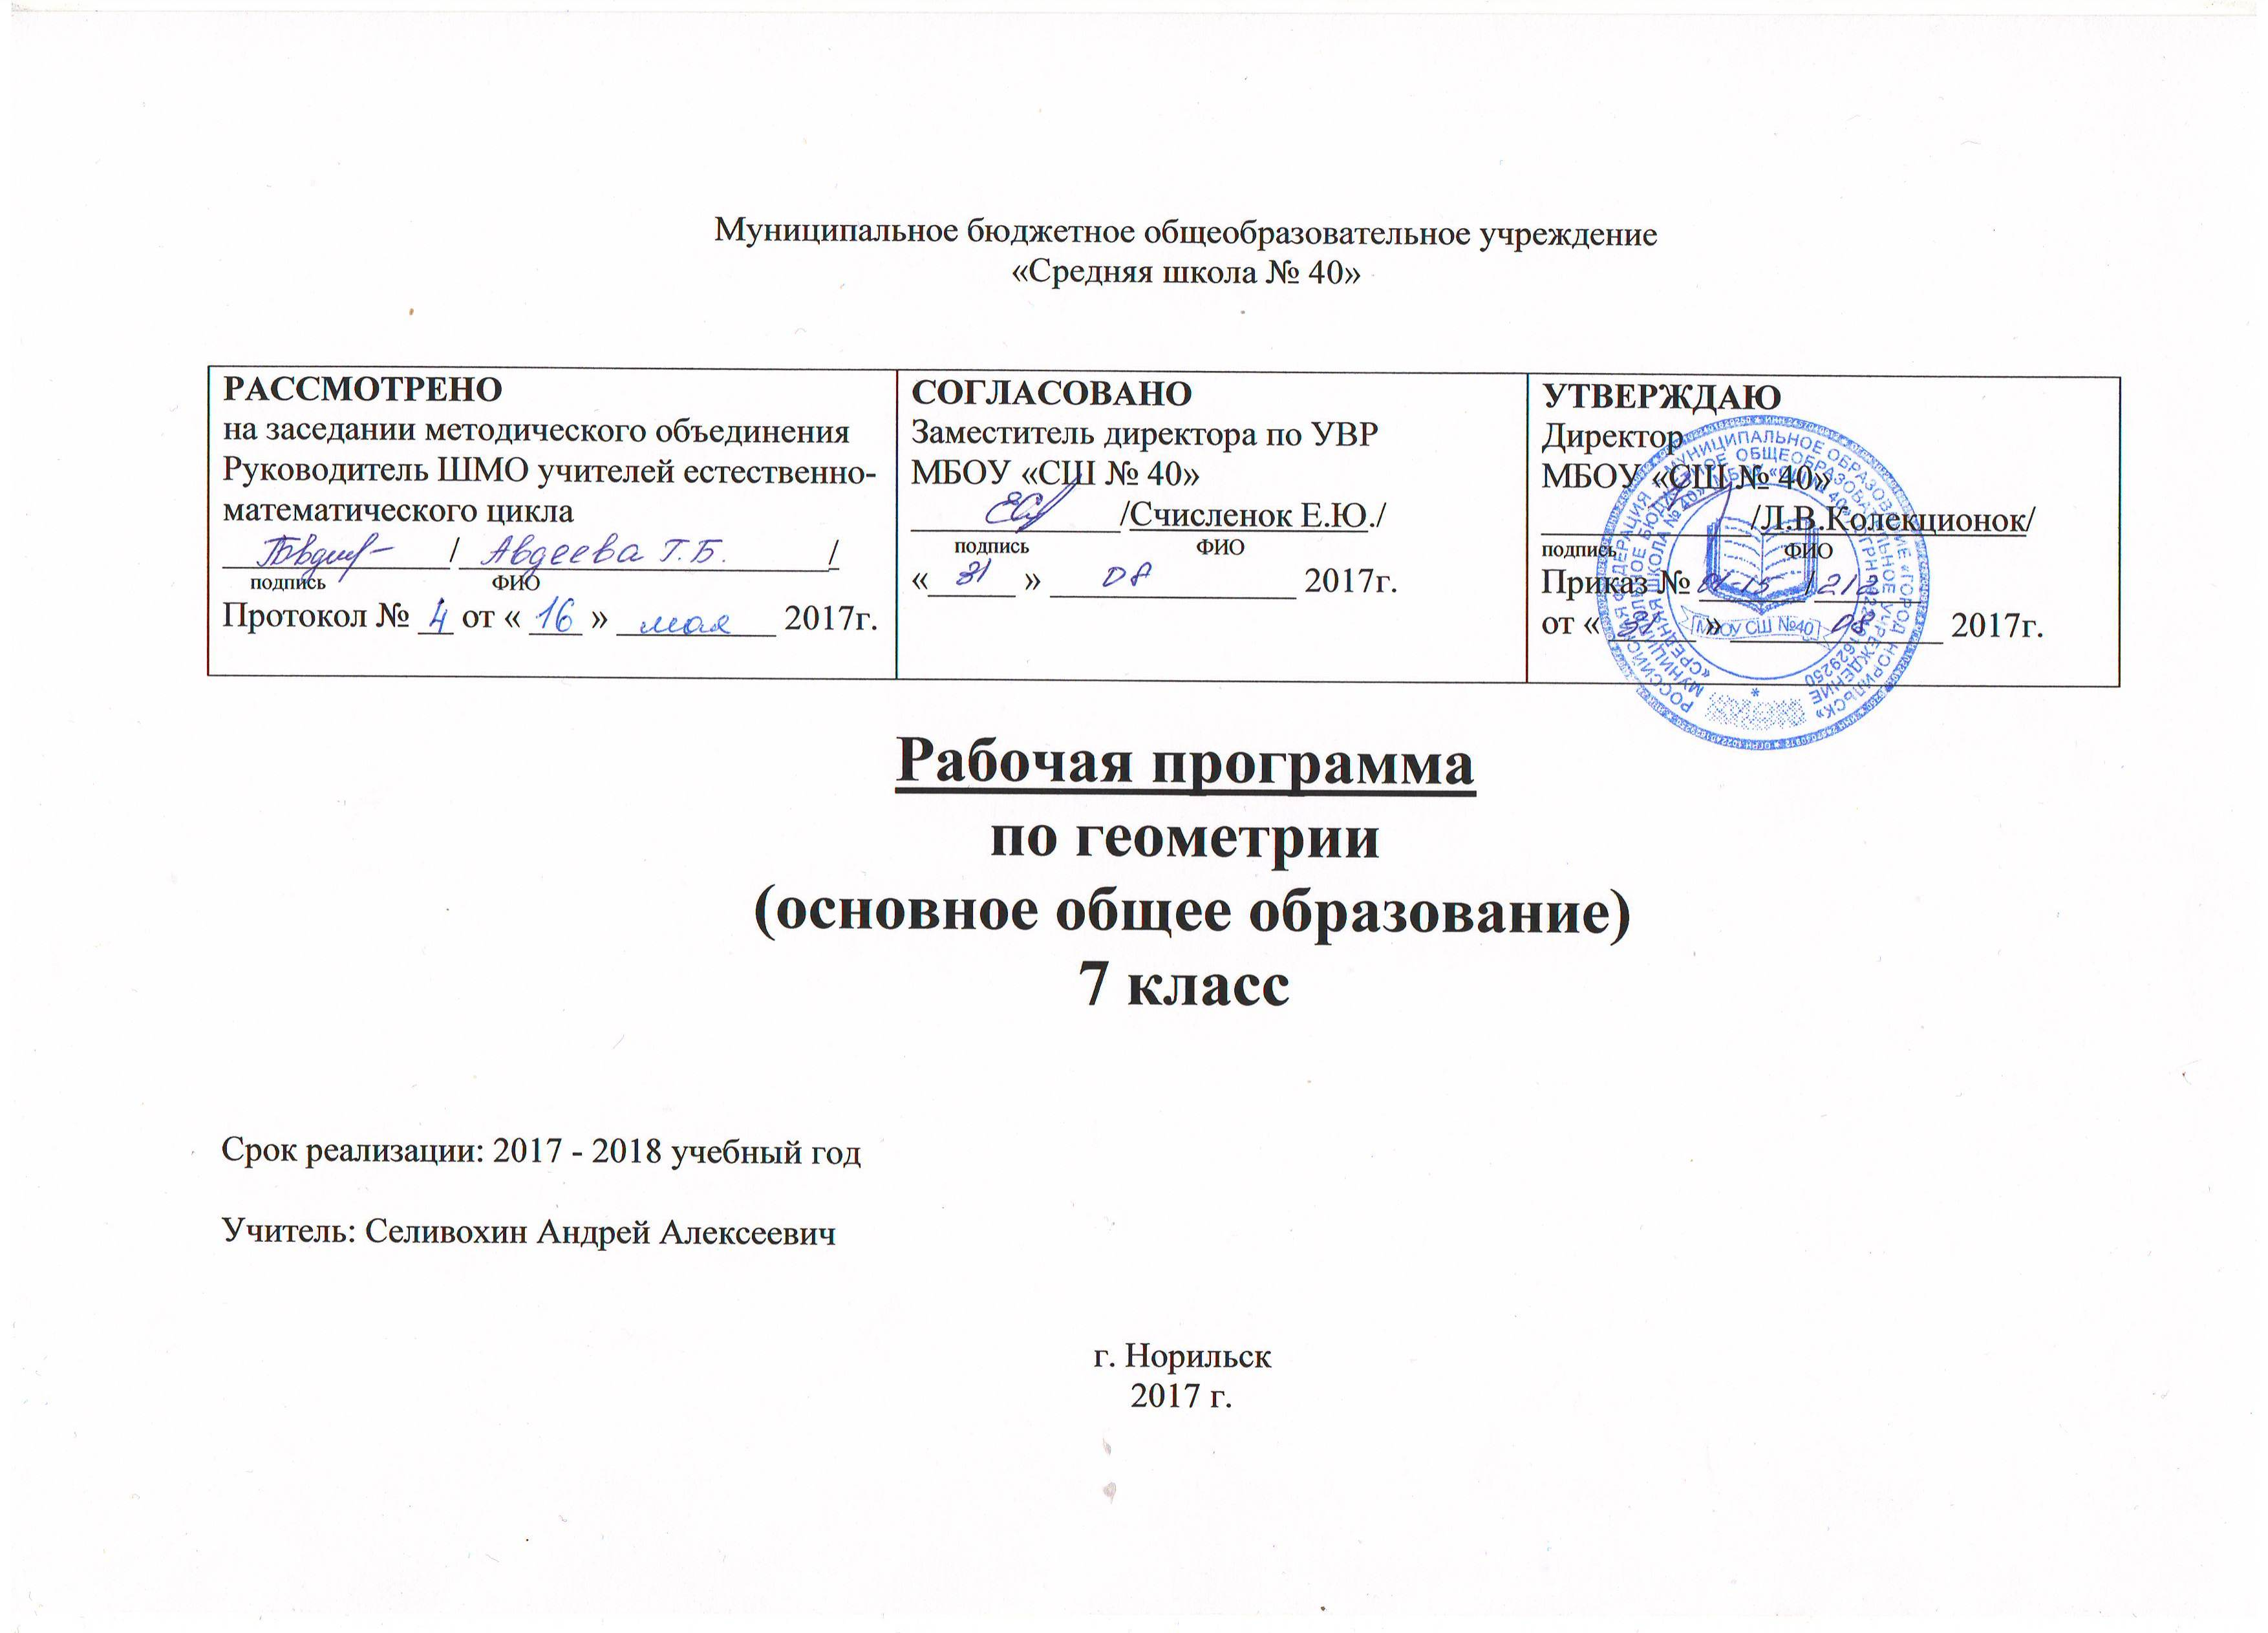 Муниципальное бюджетное общеобразовательное учреждение
«Средняя школа № 40»
РАССМОТРЕНО
на заседании методического объединения
Руководитель ШМО учителей естественно-
математического цикла
/ Авдеева Т.Б. /
подпись ФИО
Протокол № 4 от « 16 » мая 2017г.
СОГЛАСОВАНО
Заместитель директора по УВР
МБОУ «СШ № 40»
/Счисленок Е.Ю./
подпись ФИО
« 31 » 08 2017г.
УТВЕРЖДАЮ
Директор
МБОУ «СШ № 40»
/Л.В.Колекционок/
подпись ФИО
Приказ № /
от « 31 » 08 2017г.
МБОУ СШ №40
Рабочая программа
по геометрии
(основное общее образование)
7 класс
Срок реализации: 2017 - 2018 учебный год
Учитель: Селивохин Андрей Алексеевич
г. Норильск
2017 г.